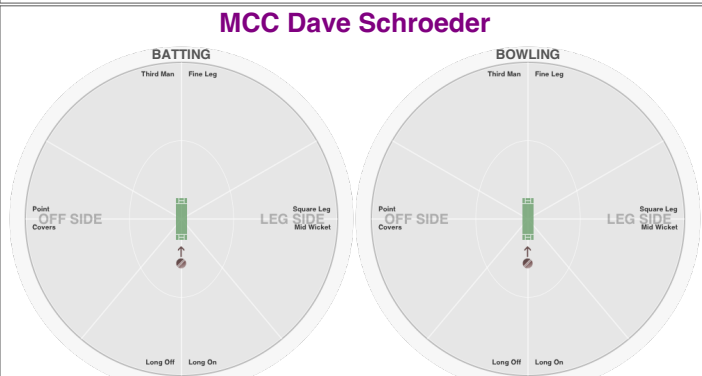 MCC Dave Schroeder
BATTING
Third Man Fine Leg
Point
OFF SIDE
Covers
Square Leg
LEG SIDE
Mid Wicket
Long Off Long On
BOWLING
Third Man Fine Leg
Point
OFF SIDE
Covers
Square Leg
LEG SIDE
Mid Wicket
Long Off Long On